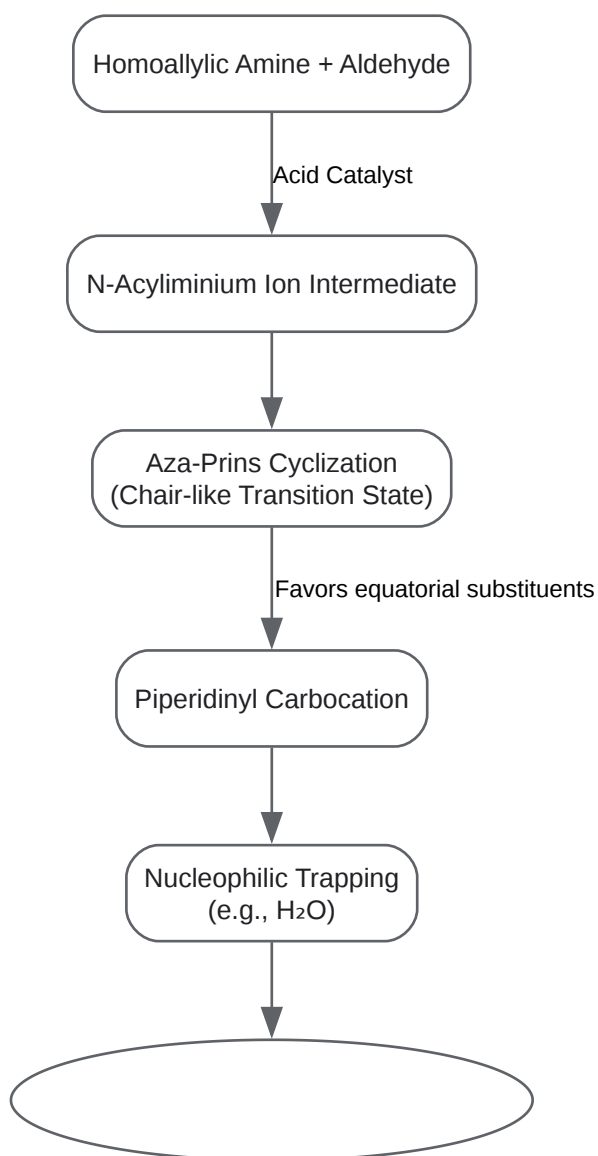 Homoallylic Amine + Aldehyde
Acid Catalyst
N-Acyliminium Ion Intermediate
Aza-Prins Cyclization
(Chair-like Transition State)
Favors equatorial substituents
Piperidinyl Carbocation
Nucleophilic Trapping
(e.g., H₂O)